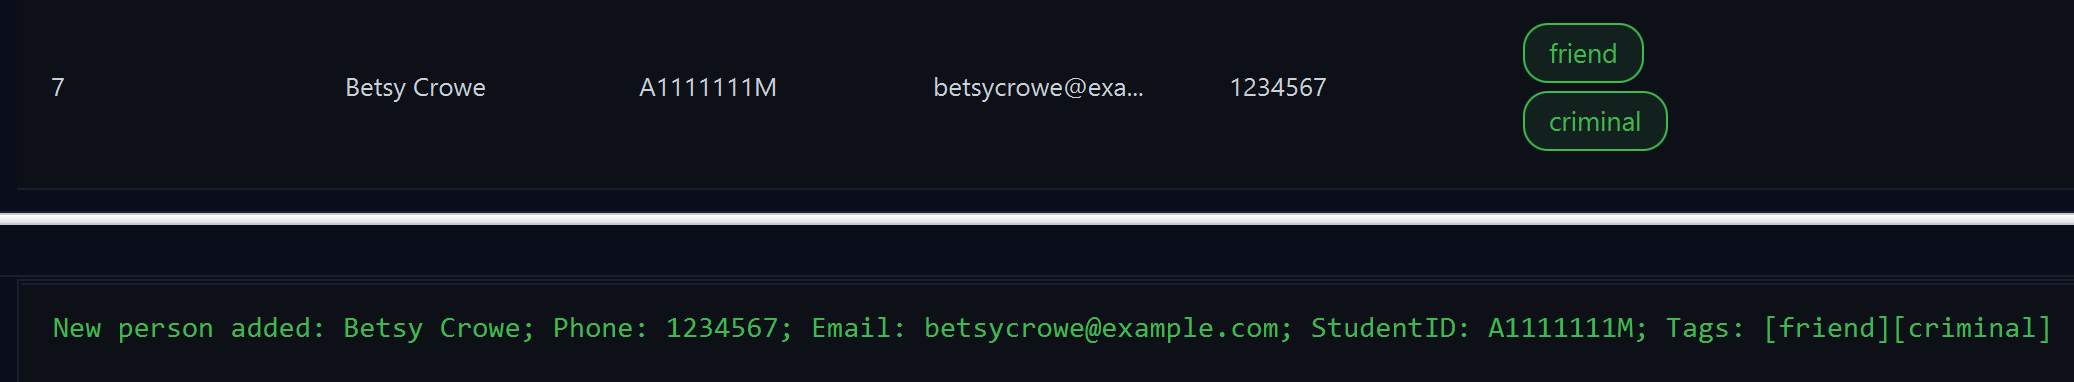 friend
7 Betsy Crowe A1111111M betsycrowe@exa... 1234567
criminal
New person added: Betsy Crowe; Phone: 1234567; Email: betsycrowe@example.com; StudentID: A1111111M; Tags: [friend][criminal]